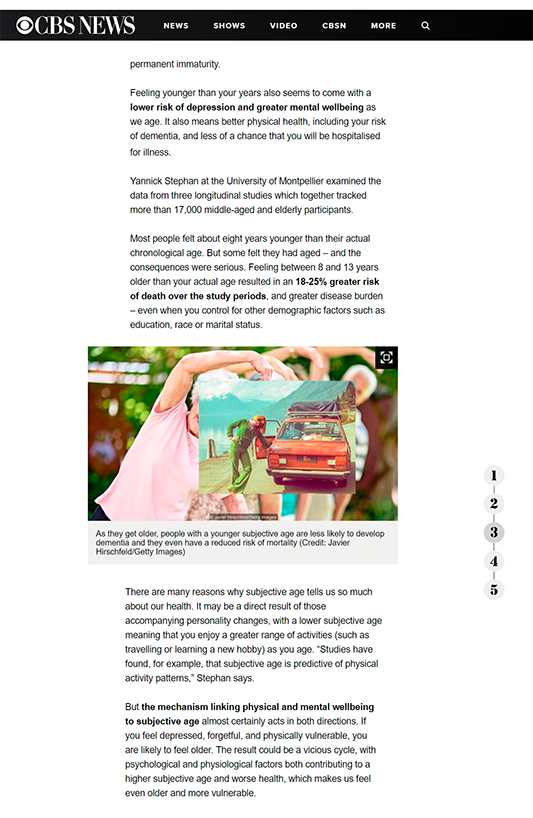 CBS NEWS
NEWS SHOWS VIDEO CBSN MORE
permanent immaturity.
Feeling younger than your years also seems to come with a
lower risk of depression and greater mental wellbeing as
we age. It also means better physical health, including your risk
of dementia, and less of a chance that you will be hospitalised
for illness.
Yannick Stephan at the University of Montpellier examined the
data from three longitudinal studies which together tracked
more than 17,000 middle-aged and elderly participants.
Most people felt about eight years younger than their actual
chronological age. But some felt they had aged – and the
consequences were serious. Feeling between 8 and 13 years
older than your actual age resulted in an 18-25% greater risk
of death over the study periods, and greater disease burden
– even when you control for other demographic factors such as
education, race or marital status.
© Javier Hirschfeld/Getty Images
As they get older, people with a younger subjective age are less likely to develop
dementia and they even have a reduced risk of mortality (Credit: Javier
Hirschfeld/Getty Images)
1
2
3
4
5
There are many reasons why subjective age tells us so much
about our health. It may be a direct result of those
accompanying personality changes, with a lower subjective age
meaning that you enjoy a greater range of activities (such as
travelling or learning a new hobby) as you age. “Studies have
found, for example, that subjective age is predictive of physical
activity patterns,” Stephan says.
But the mechanism linking physical and mental wellbeing
to subjective age almost certainly acts in both directions. If
you feel depressed, forgetful, and physically vulnerable, you
are likely to feel older. The result could be a vicious cycle, with
psychological and physiological factors both contributing to a
higher subjective age and worse health, which makes us feel
even older and more vulnerable.